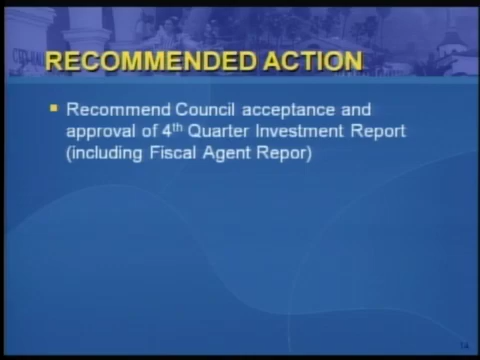 RECOMMENDED ACTION
Recommend Council acceptance and
approval of 4th Quarter Investment Report
(including Fiscal Agent Repor)
14